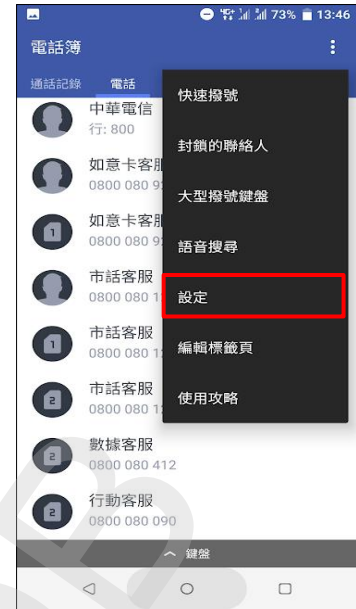 73% 13:46
電話簿
通話記錄 電話
快速撥號
封鎖的聯絡人
大型撥號鍵盤
語音搜尋
設定
編輯標籤頁
使用攻略
中華電信
行: 800
如意卡客服
0800 080 9
如意卡客服
0800 080 9
市話客服
0800 080 1
市話客服
0800 080 1
市話客服
0800 080 1
數據客服
0800 080 412
行動客服
0800 080 090
鍵盤